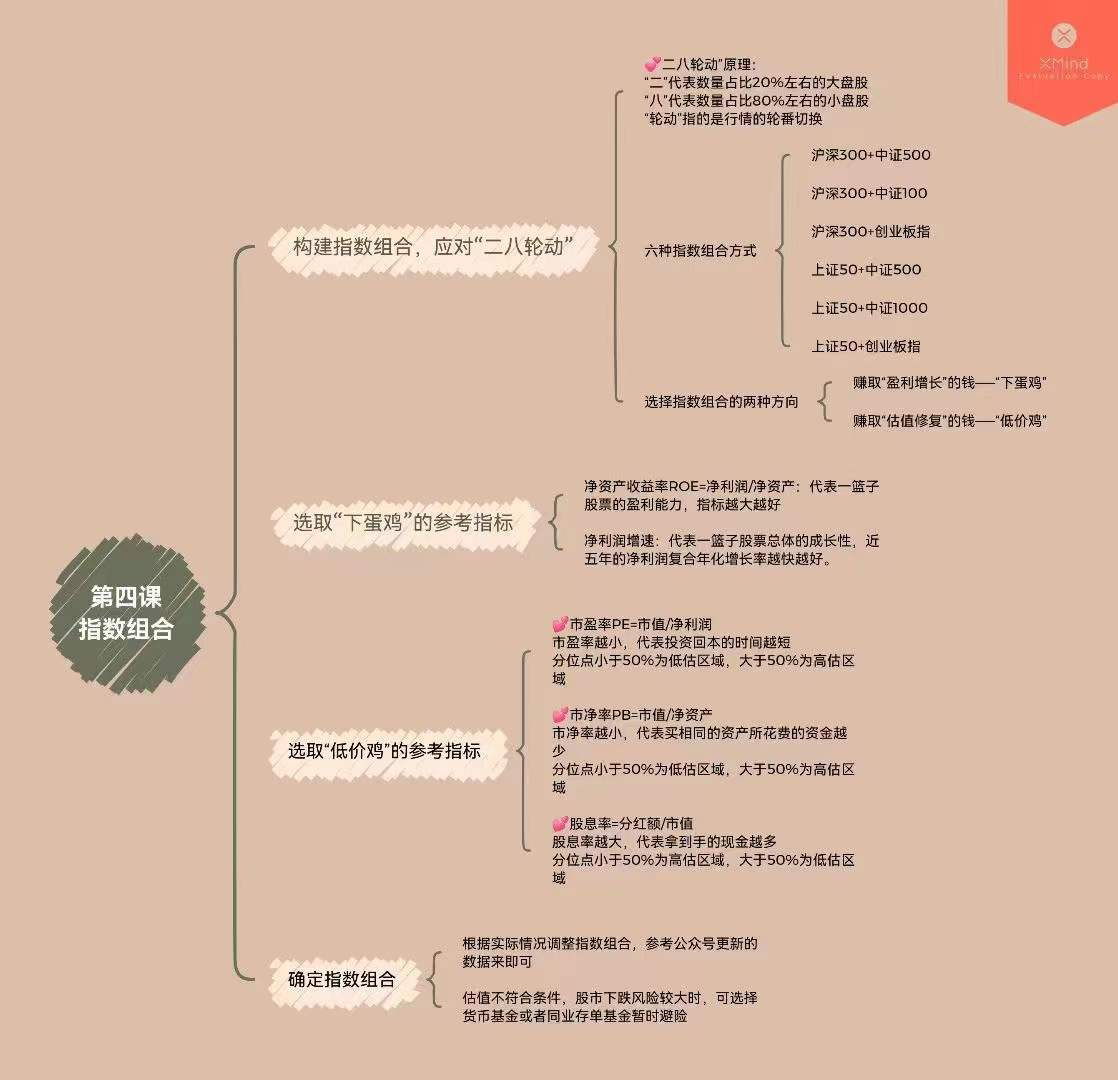 XMind
Evaluation Copy
第四课
指数组合
构建指数组合，应对“二八轮动”
💕二八轮动”原理：
“二”代表数量占比20%左右的大盘股
“八”代表数量占比80%左右的小盘股
“轮动”指的是行情的轮番切换
六种指数组合方式
沪深300+中证500
沪深300+中证100
沪深300+创业板指
上证50+中证500
上证50+中证1000
上证50+创业板指
选择指数组合的两种方向
赚取“盈利增长”的钱——“下蛋鸡”
赚取“估值修复”的钱——“低价鸡”
选取“下蛋鸡”的参考指标
净资产收益率ROE=净利润/净资产：代表一篮子
股票的盈利能力，指标越大越好
净利润增速：代表一篮子股票总体的成长性，近
五年的净利润复合年化增长率越快越好。
选取“低价鸡”的参考指标
💕市盈率PE=市值/净利润
市盈率越小，代表投资回本的时间越短
分位点小于50%为低估区域，大于50%为高估区
域
💕市净率PB=市值/净资产
市净率越小，代表买相同的资产所花费的资金越
少
分位点小于50%为低估区域，大于50%为高估区
域
💕股息率=分红额/市值
股息率越大，代表拿到手的现金越多
分位点小于50%为高估区域，大于50%为低估区
域
确定指数组合
根据实际情况调整指数组合，参考公众号更新的
数据来即可
估值不符合条件，股市下跌风险较大时，可选择
货币基金或者同业存单基金暂时避险